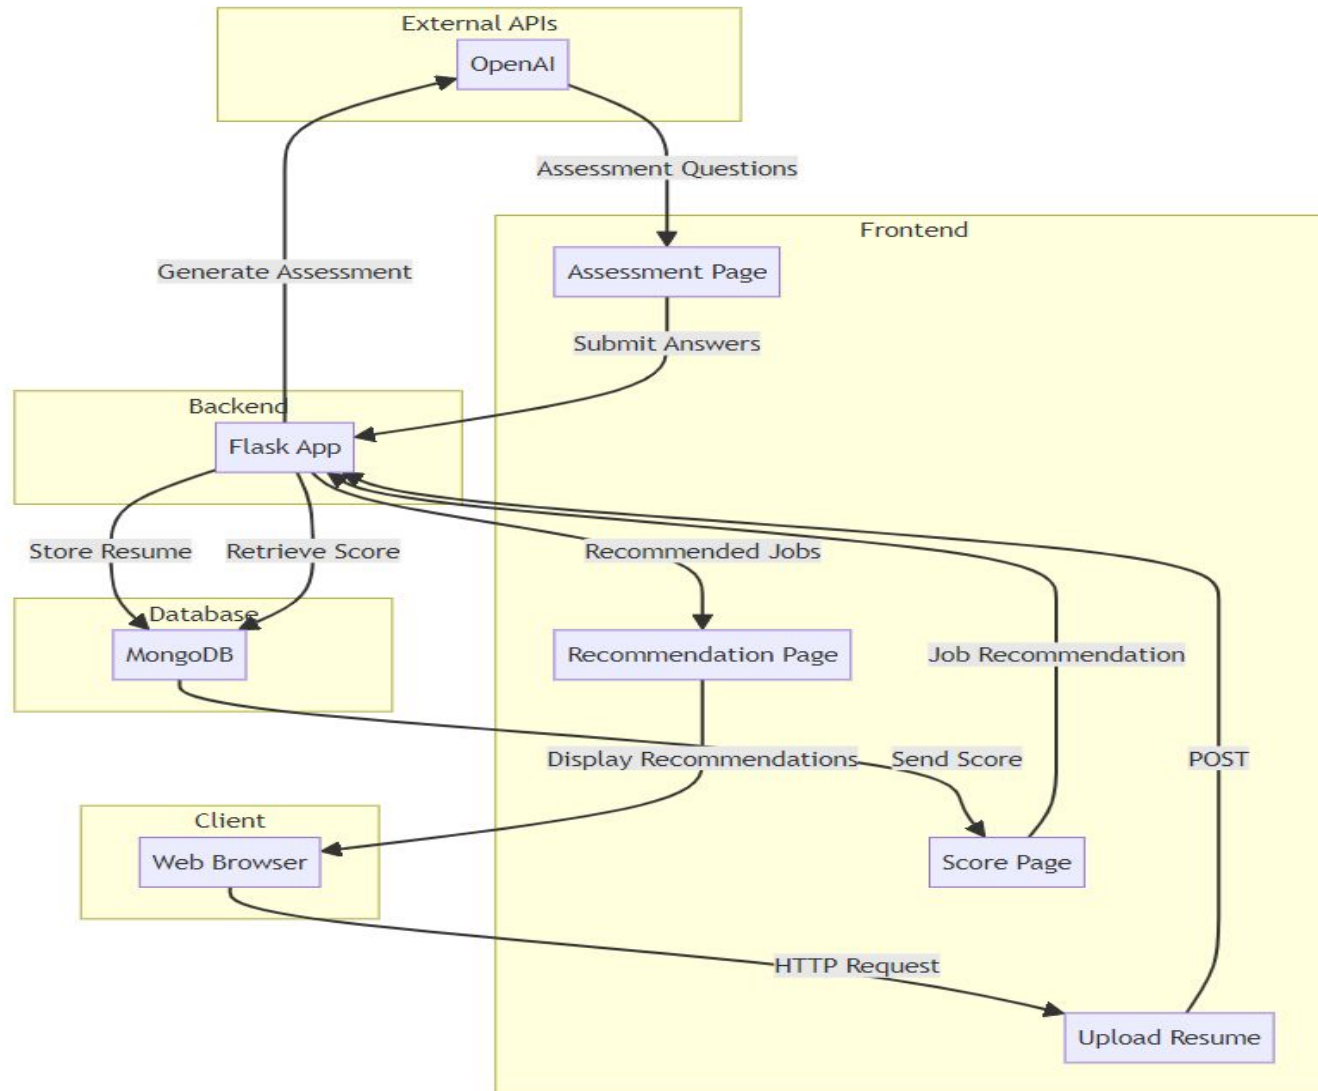 External APIs
OpenAI
Assessment Questions
Frontend
Generate Assessment
Assessment Page
Submit Answers
Backend
Flask App
Store Resume
Retrieve Score
Recommended Jobs
Database
MongoDB
Recommendation Page
Job Recommendation
Display Recommendations
Send Score
POST
Client
Web Browser
Score Page
HTTP Request
Upload Resume